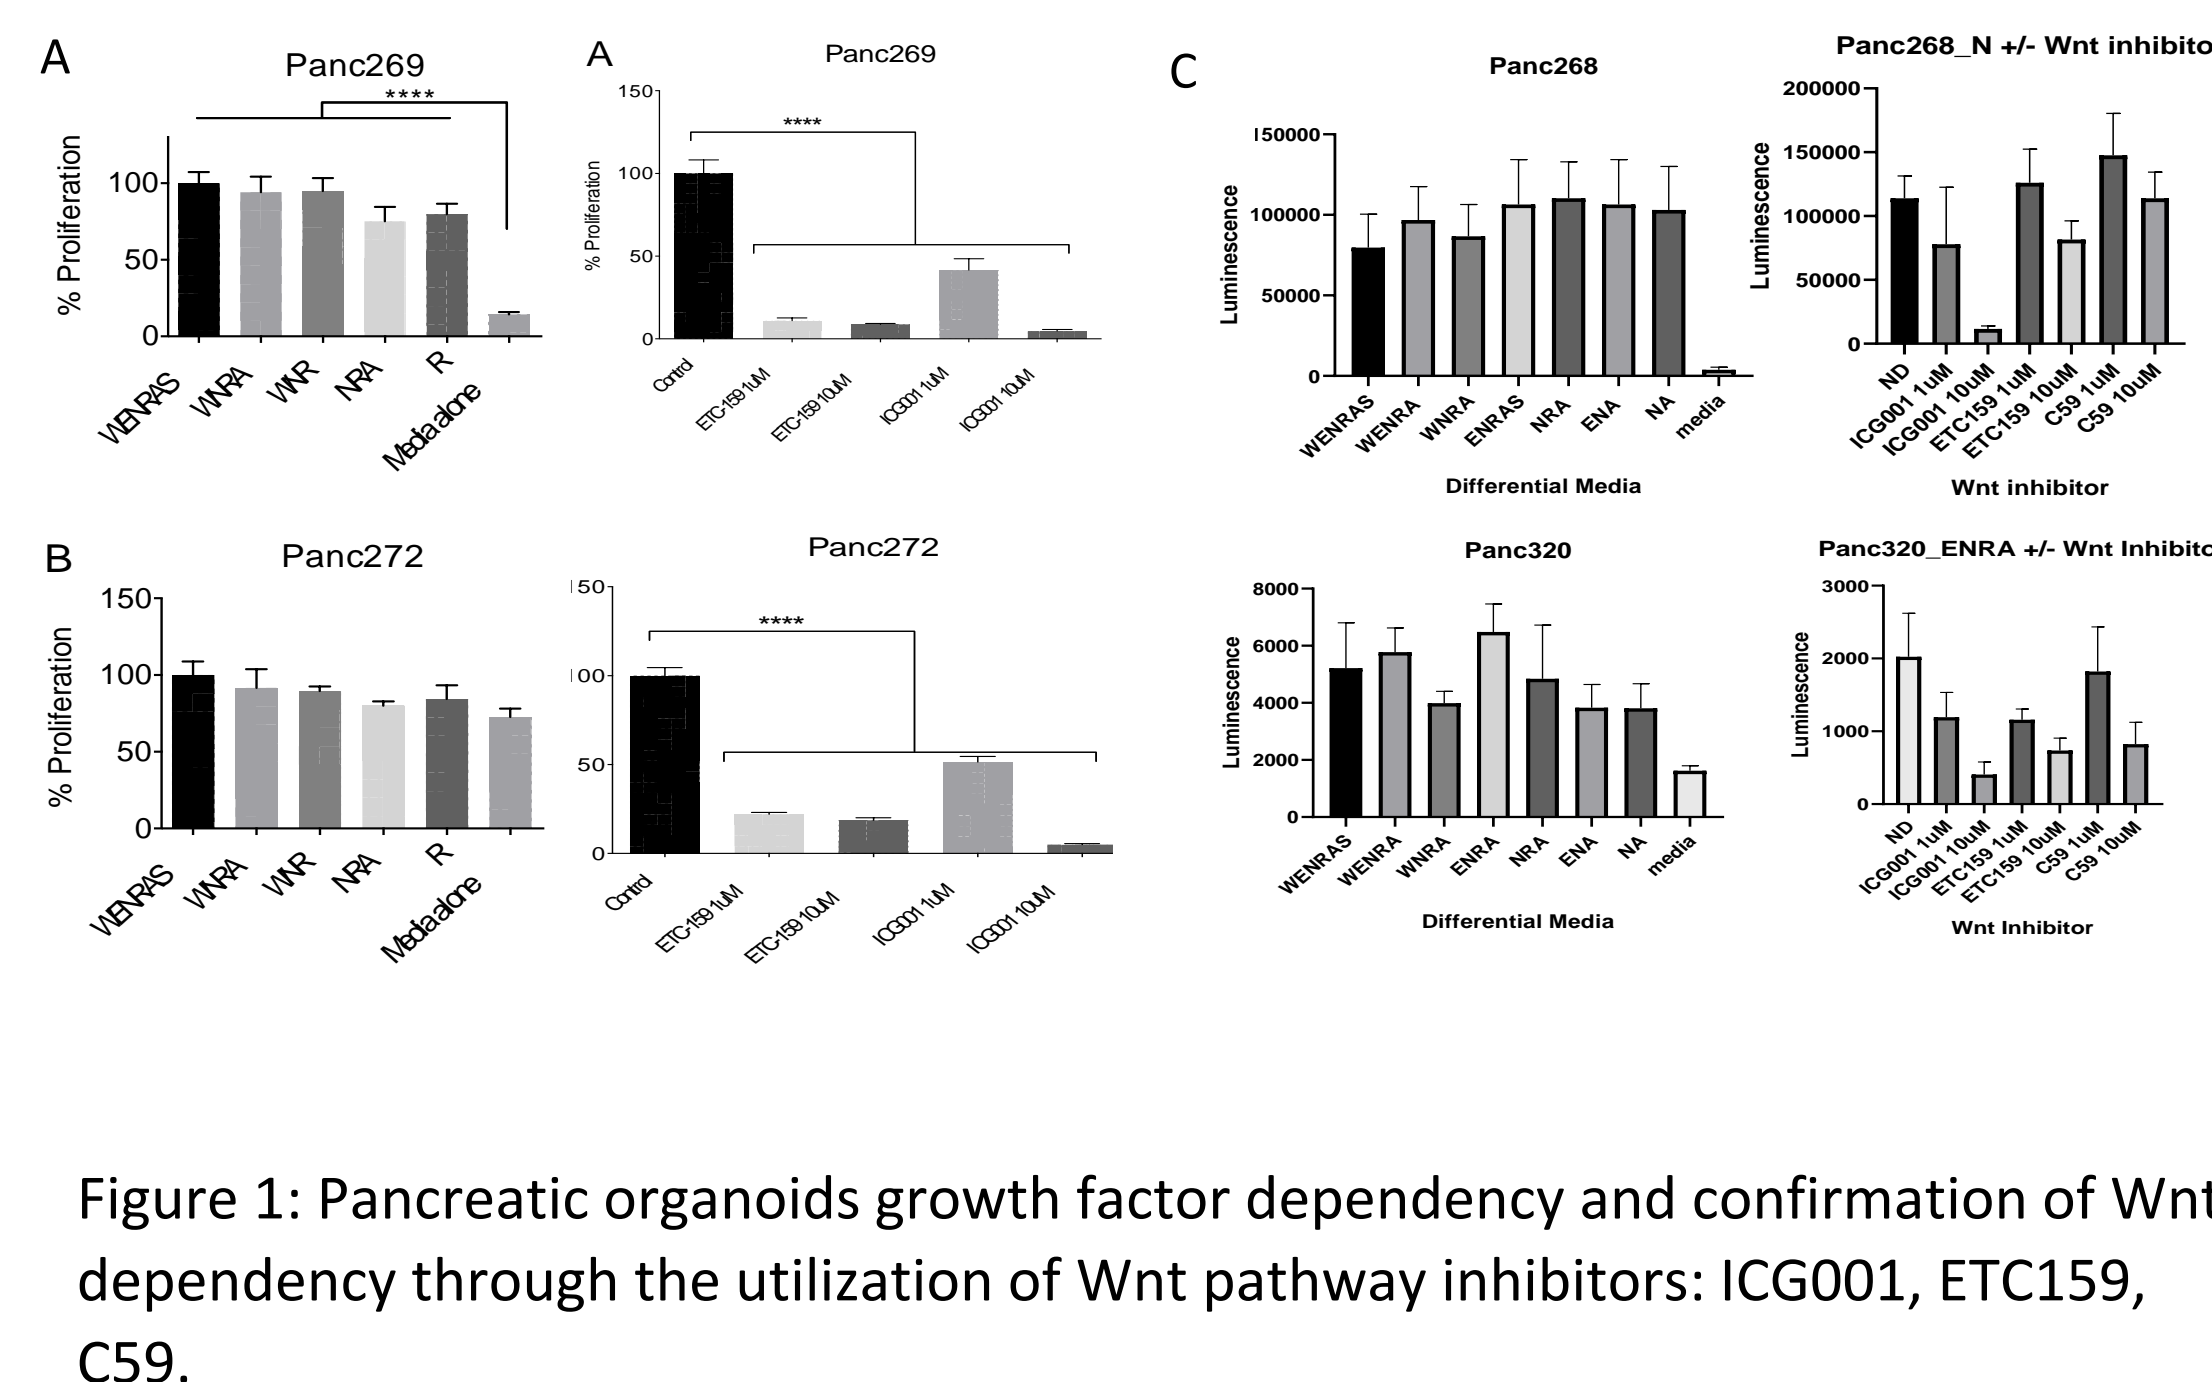 A
Panc269
****
% Proliferation
100
50
0
WENRAS
WNRA
WNR
NRA
R
Media alone
A
Panc269
****
% Proliferation
150
100
50
0
Control
ETC-159 1uM
ETC-159 10uM
ICG001 1uM
ICG001 10uM
C
Panc268
Luminescence
150000
100000
50000
0
WENRAS
WENRA
WNRA
ENRAS
NRA
ENA
NA
media
Differential Media
Panc268_N +/- Wnt inhibito
Luminescence
200000
150000
100000
50000
0
ND
ICG001 1uM
ICG001 10uM
ETC159 1uM
ETC159 10uM
C59 1uM
C59 10uM
Wnt inhibitor
B
Panc272
% Proliferation
150
100
50
0
WENRAS
WNRA
WNR
NRA
R
Media alone
Panc272
****
150
100
50
0
Control
ETC-159 1uM
ETC-159 10uM
ICG001 1uM
ICG001 10uM
Panc320
Luminescence
8000
6000
4000
2000
0
WENRAS
WENRA
WNRA
ENRA
NRA
ENA
NA
media
Differential Media
Panc320_ENRA +/- Wnt Inhibito
Luminescence
3000
2000
1000
0
ND
ICG001 1uM
ICG001 10uM
ETC159 1uM
ETC159 10uM
C59 1uM
C59 10uM
Wnt Inhibitor
Figure 1: Pancreatic organoids growth factor dependency and confirmation of Wnt
dependency through the utilization of Wnt pathway inhibitors: ICG001, ETC159,
C59.